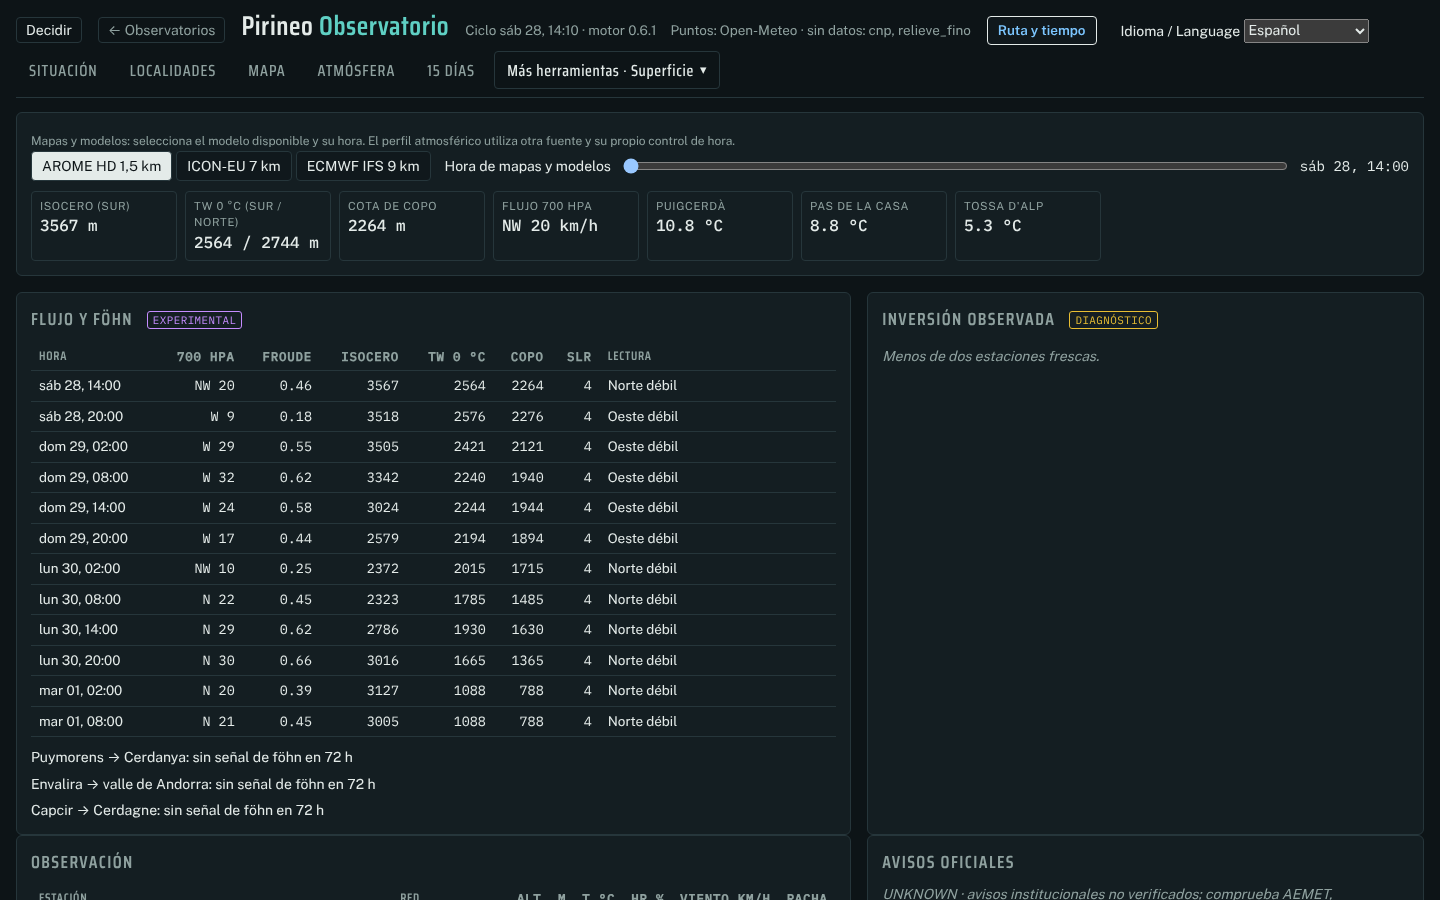 Decidir
← Observatorios
Pirineo Observatorio
Ciclo sáb 28, 14:10 · motor 0.6.1
Puntos: Open-Meteo · sin datos: cnp, relieve_fino
Ruta y tiempo
Idioma / Language Español
SITUACIÓN
LOCALIDADES
MAPA
ATMÓSFERA
15 DÍAS
Más herramientas · Superficie ▾
Mapas y modelos: selecciona el modelo disponible y su hora. El perfil atmosférico utiliza otra fuente y su propio control de hora.
AROME HD 1,5 km
ICON-EU 7 km
ECMWF IFS 9 km
Hora de mapas y modelos
sáb 28, 14:00
ISOCERO (SUR)
3567 m
TW 0 °C (SUR /
NORTE)
2564 / 2744 m
COTA DE COPO
2264 m
FLUJO 700 HPA
NW 20 km/h
PUIGCERDÀ
10.8 °C
PAS DE LA CASA
8.8 °C
TOSSA D'ALP
5.3 °C
FLUJO Y FÖHN EXPERIMENTAL
HORA 700 HPA FROUDE ISOCERO TW 0 °C COPO SLR LECTURA
sáb 28, 14:00 NW 20 0.46 3567 2564 2264 4 Norte débil
sáb 28, 20:00 W 9 0.18 3518 2576 2276 4 Oeste débil
dom 29, 02:00 W 29 0.55 3505 2421 2121 4 Oeste débil
dom 29, 08:00 W 32 0.62 3342 2240 1940 4 Oeste débil
dom 29, 14:00 W 24 0.58 3024 2244 1944 4 Oeste débil
dom 29, 20:00 W 17 0.44 2579 2194 1894 4 Oeste débil
lun 30, 02:00 NW 10 0.25 2372 2015 1715 4 Norte débil
lun 30, 08:00 N 22 0.45 2323 1785 1485 4 Norte débil
lun 30, 14:00 N 29 0.62 2786 1930 1630 4 Norte débil
lun 30, 20:00 N 30 0.66 3016 1665 1365 4 Norte débil
mar 01, 02:00 N 20 0.39 3127 1088 788 4 Norte débil
mar 01, 08:00 N 21 0.45 3005 1088 788 4 Norte débil
Puymorens → Cerdanya: sin señal de föhn en 72 h
Envalira → valle de Andorra: sin señal de föhn en 72 h
Capcir → Cerdagne: sin señal de föhn en 72 h
INVERSIÓN OBSERVADA DIAGNÓSTICO
Menos de dos estaciones frescas.
OBSERVACIÓN
ESTACIÓN RED ALT. M T °C HR % VIENTO KM/H RACHA
AVISOS OFICIALES
UNKNOWN · avisos institucionales no verificados; comprueba AEMET,